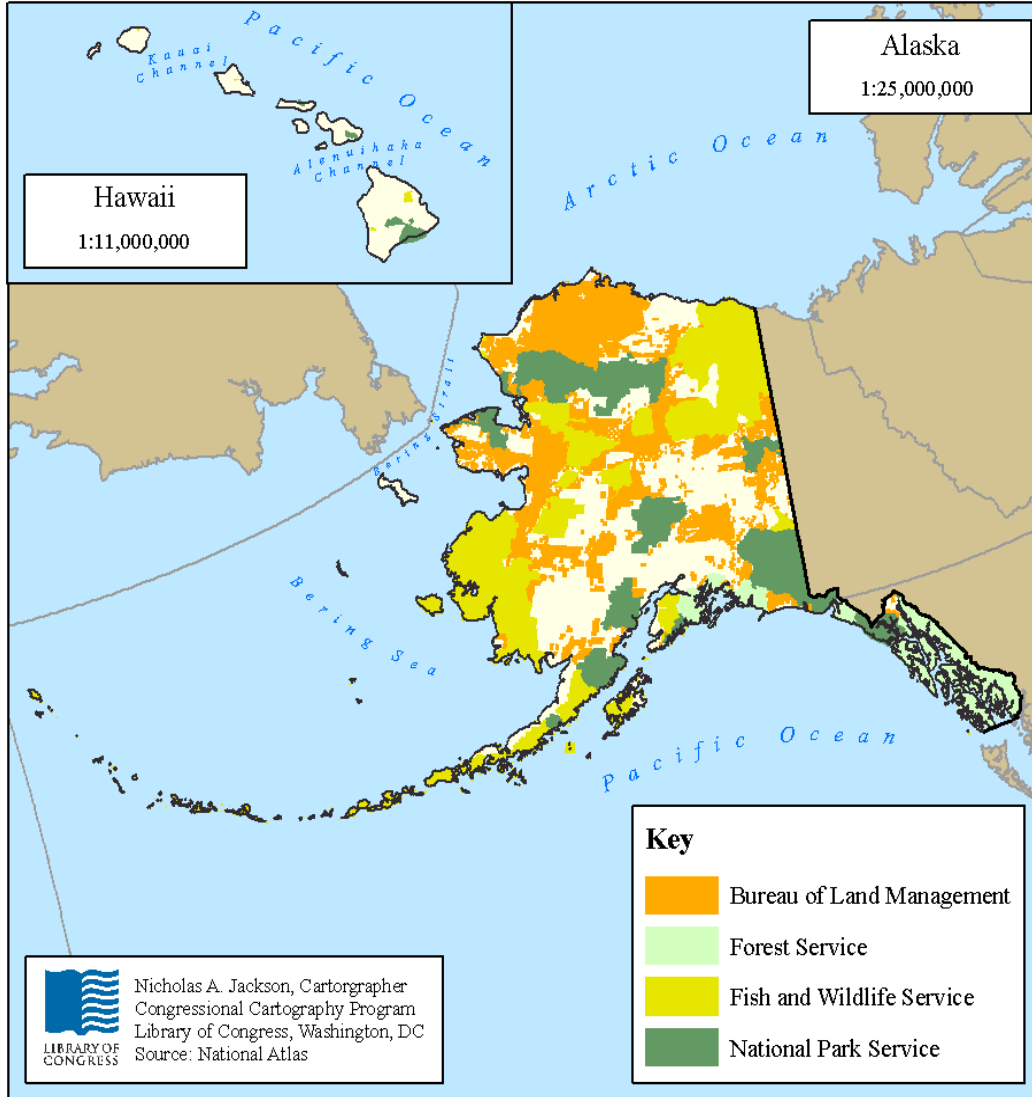 Pacific Ocean
Kauai
Channel
Alenuihaha
Channel
Hawaii
1:11,000,000
Alaska
1:25,000,000
Arctic Ocean
Bering Strait
Bering Sea
Pacific Ocean
Key
Bureau of Land Management
Forest Service
Fish and Wildlife Service
National Park Service
LIBRARY OF
CONGRESS
Nicholas A. Jackson, Cartorgrapher
Congressional Cartography Program
Library of Congress, Washington, DC
Source: National Atlas